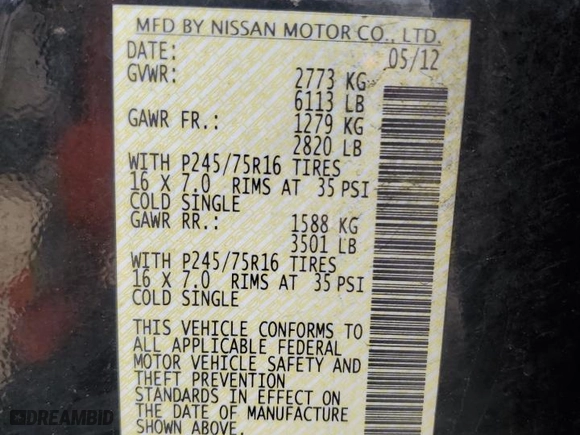 MFD BY NISSAN MOTOR CO., LTD.
DATE: 05/12
GVWR: 2773 KG
6113 LB
GAWR FR.: 1279 KG
2820 LB
WITH P245/75R16 TIRES
16 X 7.0 RIMS AT 35 PSI
COLD SINGLE
GAWR RR.: 1588 KG
3501 LB
WITH P245/75R16 TIRES
16 X 7.0 RIMS AT 35 PSI
COLD SINGLE
THIS VEHICLE CONFORMS TO
ALL APPLICABLE FEDERAL
MOTOR VEHICLE SAFETY AND
THEFT PREVENTION
STANDARDS IN EFFECT ON
THE DATE OF MANUFACTURE
SHOWN ABOVE.
DREAMBID